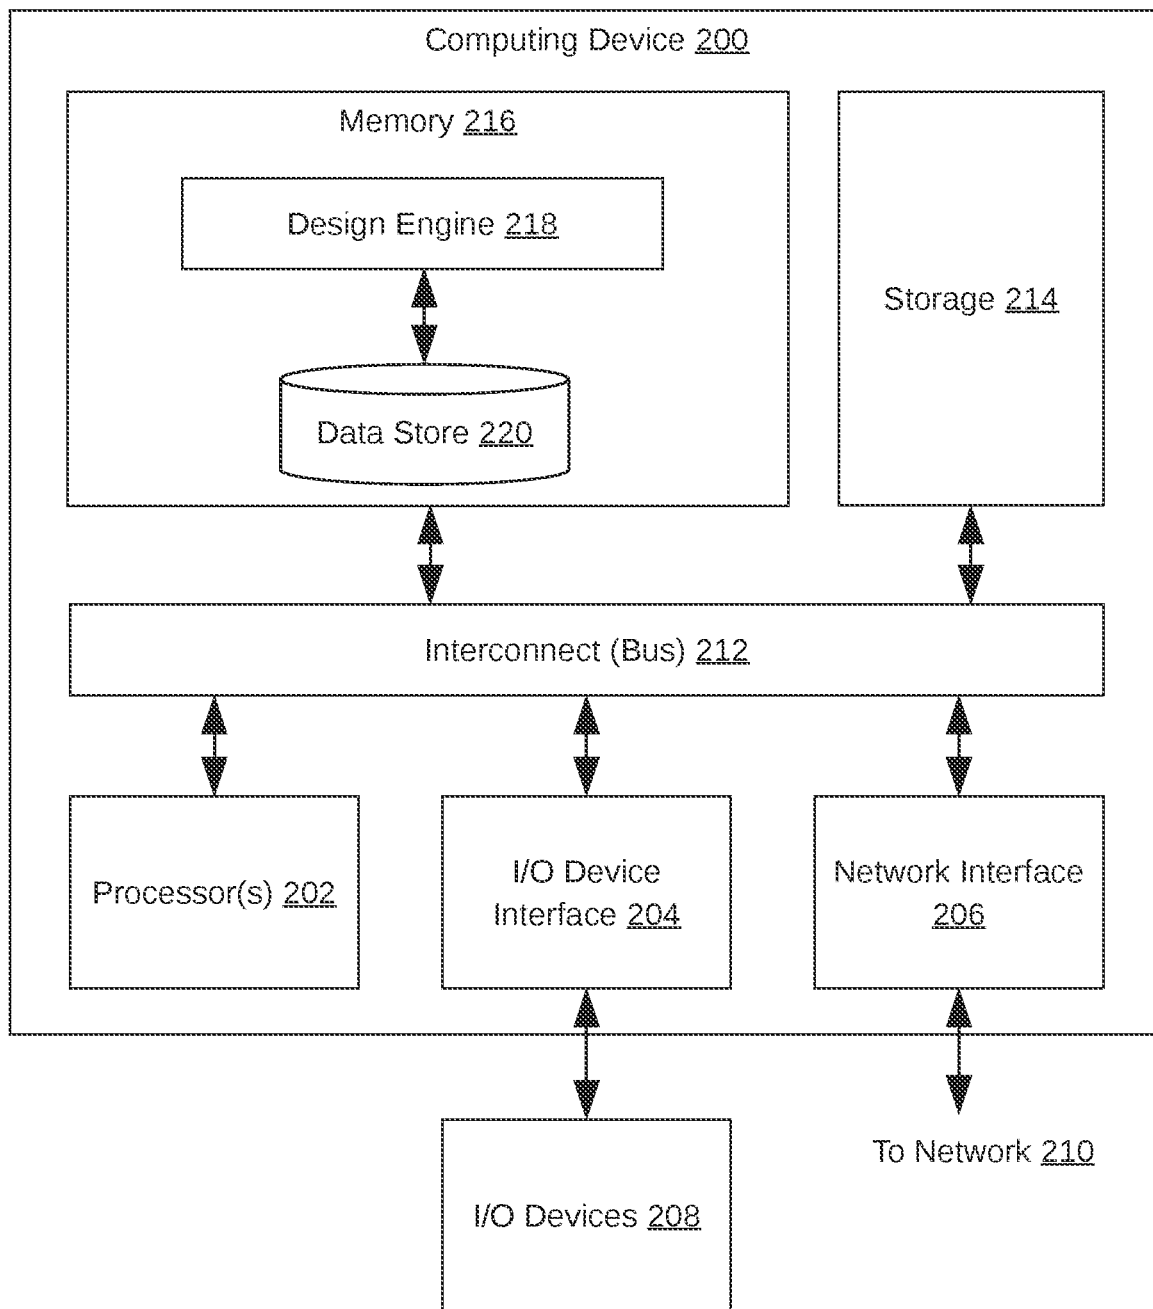 Computing Device 200
Memory 216
Design Engine 218
Data Store 220
Storage 214
Interconnect (Bus) 212
Processor(s) 202
I/O Device
Interface 204
Network Interface
206
I/O Devices 208
To Network 210